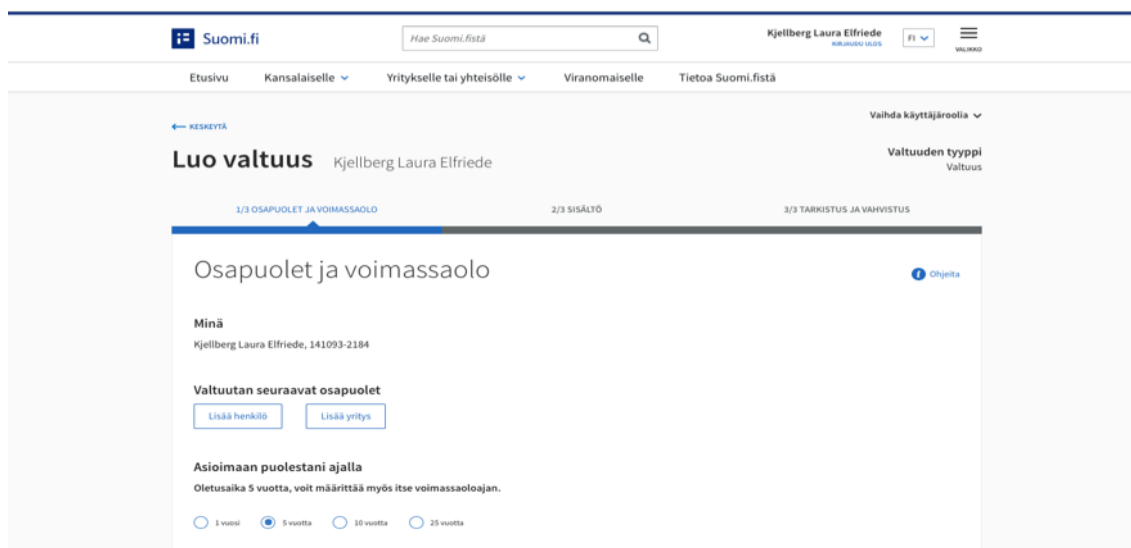 Suomi.fi
Hae Suomi.fistä
Kjellberg Laura Elfriede
KIRJAUDU ULOS
FI
VALIKKO
Etusivu Kansalaiselle Yritykselle tai yhteisölle Viranomaiselle Tietoa Suomi.fistä
Vaihda käyttäjäroolia
KESKEYTÄ
Luo valtuus Kjellberg Laura Elfriede
Valtuuden tyyppi
Valtuus
1/3 OSAPUOLET JA VOIMASSAOLO 2/3 SISÄLTÖ 3/3 TARKISTUS JA VAHVISTUS
Osapuolet ja voimassaolo
Ohjeita
Minä
Kjellberg Laura Elfriede, 141093-2184
Valtuutan seuraavat osapuolet
Lisää henkilö Lisää yritys
Asioimaan puolestani ajalla
Oletusaika 5 vuotta, voit määrittää myös itse voimassaoloajan.
1 vuosi 5 vuotta 10 vuotta 25 vuotta